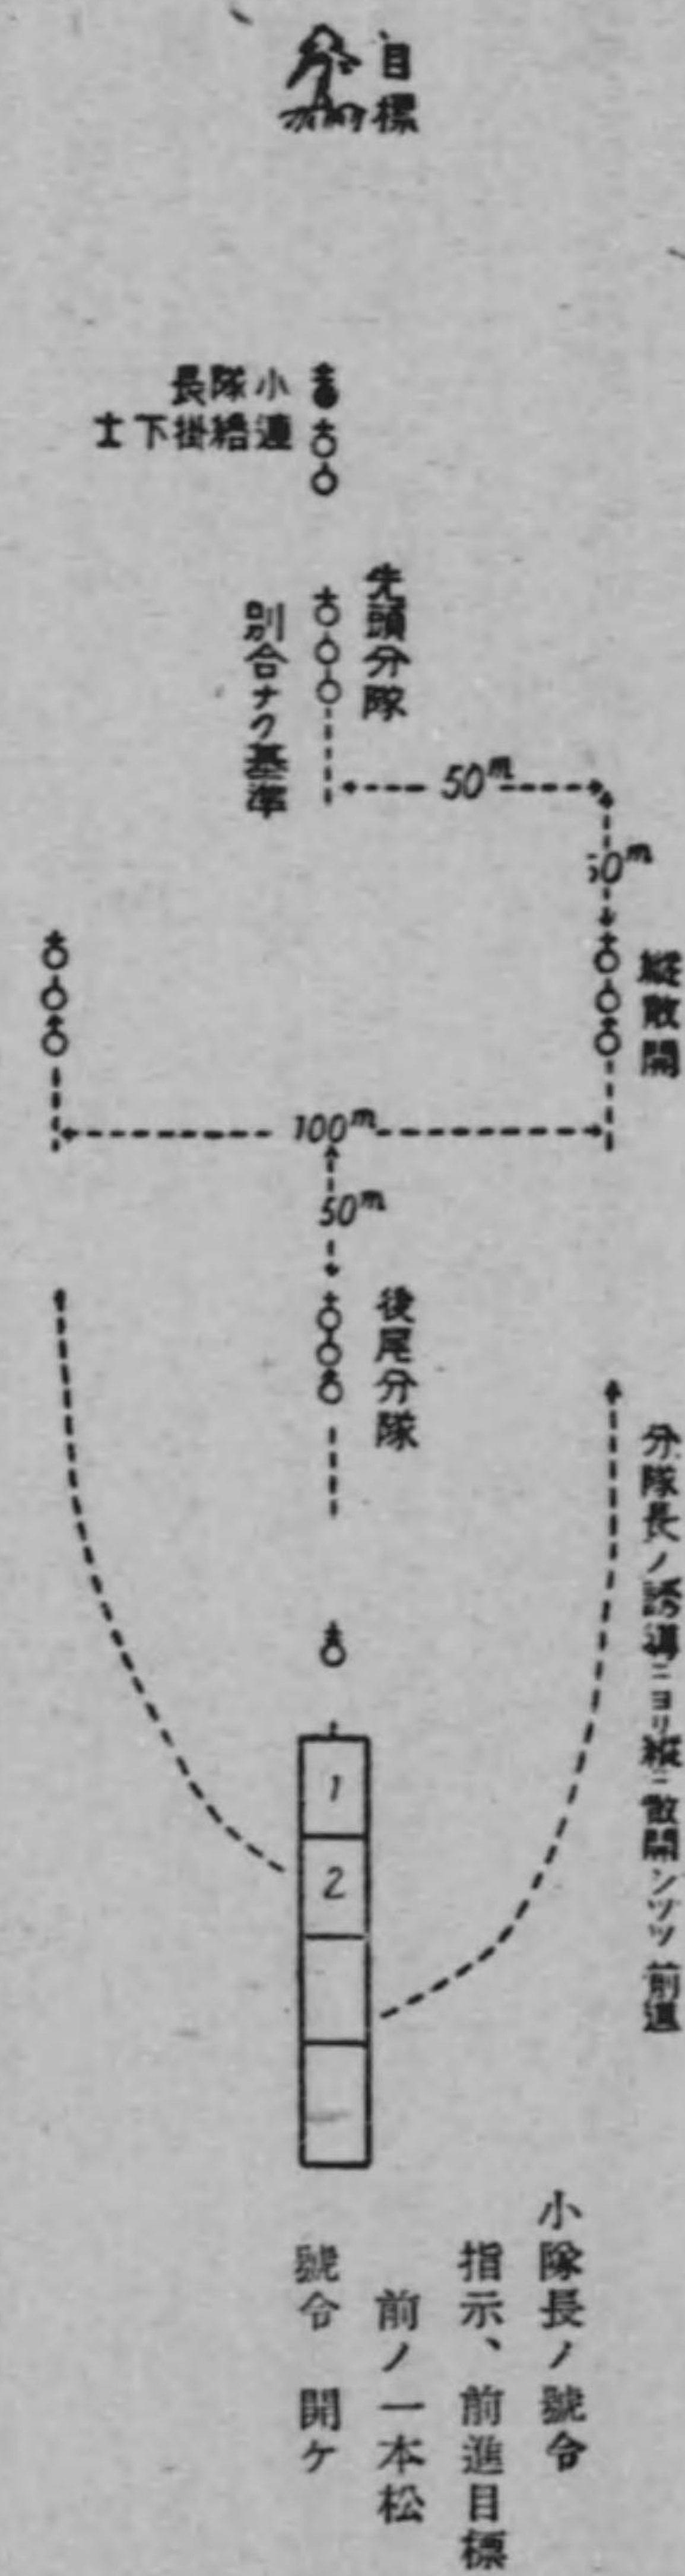 目標
小隊長
連絡掛下士
先頭分隊
別合ナク基準
50m
50m
縦散開
100m
50m
後尾分隊
分隊長ノ誘導ニヨリ縦ニ散開シツツ前進
1
2
小隊長ノ號令
指示、前進目標
前ノ一本松
號令 開ケ